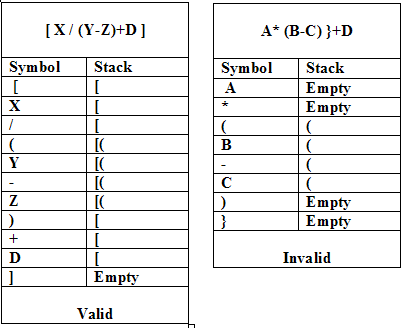 [ X / (Y-Z)+D ]
Symbol Stack
[ [
X [
/ [
( [(
Y [(
- [(
Z [(
) [
+ [
D [
] Empty
Valid
A* (B-C) }+D
Symbol Stack
A Empty
* Empty
( (
B (
- (
C (
) Empty
} Empty
Invalid